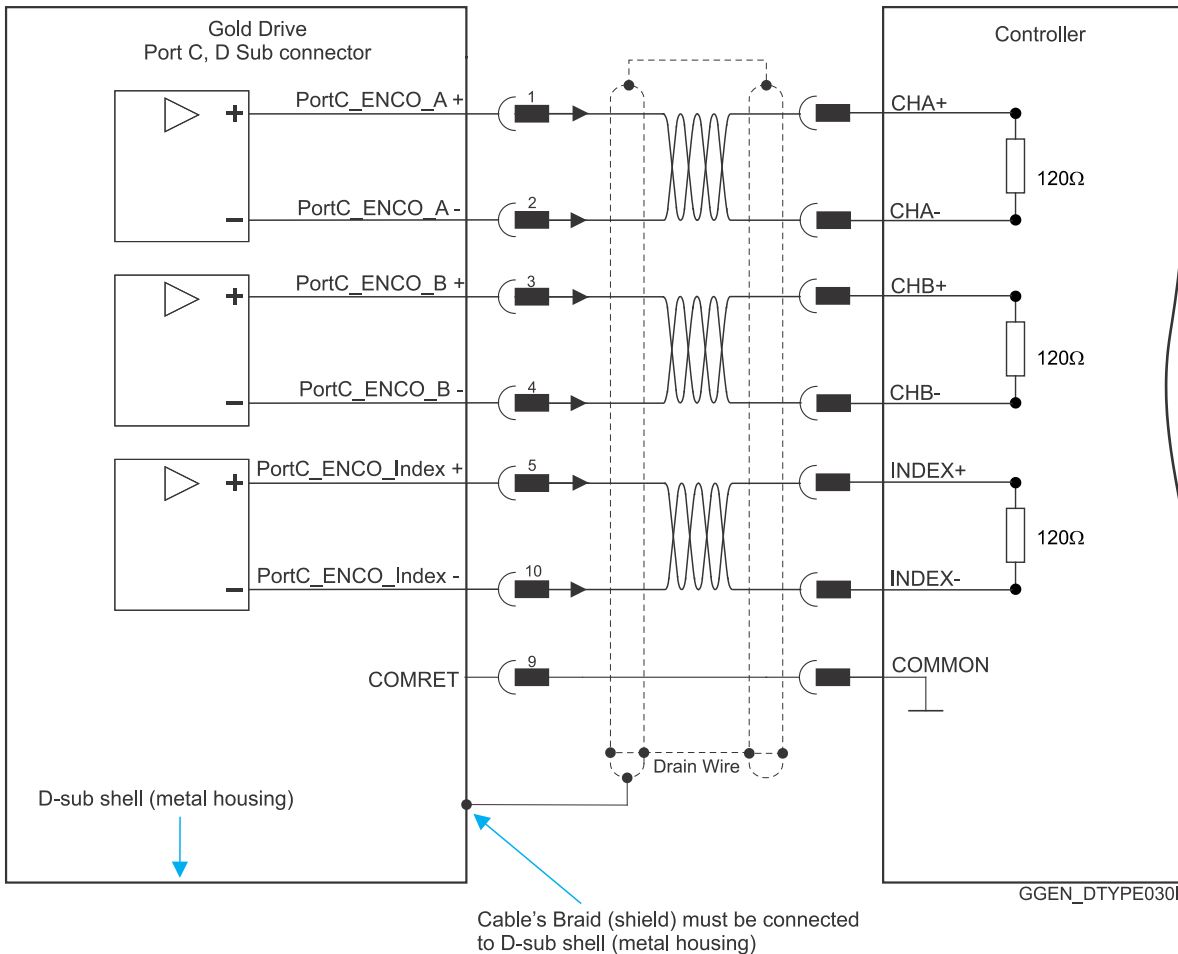 Gold Drive
Port C, D Sub connector
Controller
PortC_ENCO_A +
1
CHA+
+
120Ω
PortC_ENCO_A -
2
CHA-
−
PortC_ENCO_B +
3
CHB+
+
120Ω
PortC_ENCO_B -
4
CHB-
−
PortC_ENCO_Index +
5
INDEX+
+
120Ω
PortC_ENCO_Index -
10
INDEX-
−
COMRET
9
COMMON
Drain Wire
D-sub shell (metal housing)
Cable's Braid (shield) must be connected
to D-sub shell (metal housing)